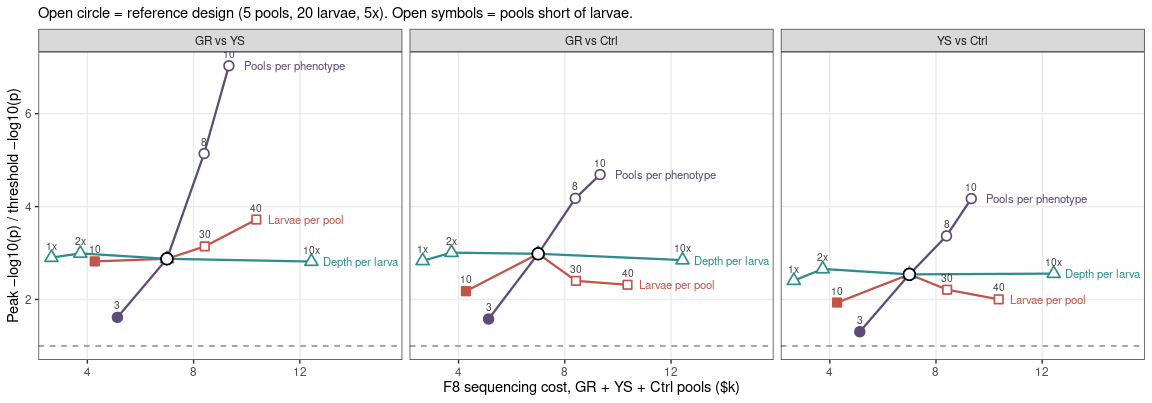 Open circle = reference design (5 pools, 20 larvae, 5x). Open symbols = pools short of larvae.
GR vs YS
GR vs Ctrl
YS vs Ctrl
Peak −log10(p) / threshold −log10(p)
6
4
2
10
Pools per phenotype
8
40
Larvae per pool
30
1x
2x
10
10x
Depth per larva
3
10
Pools per phenotype
8
1x
2x
10x
Depth per larva
10
30
40
Larvae per pool
3
10
Pools per phenotype
8
1x
2x
10x
Depth per larva
10
30
40
Larvae per pool
3
4
8
12
4
8
12
4
8
12
F8 sequencing cost, GR + YS + Ctrl pools ($k)